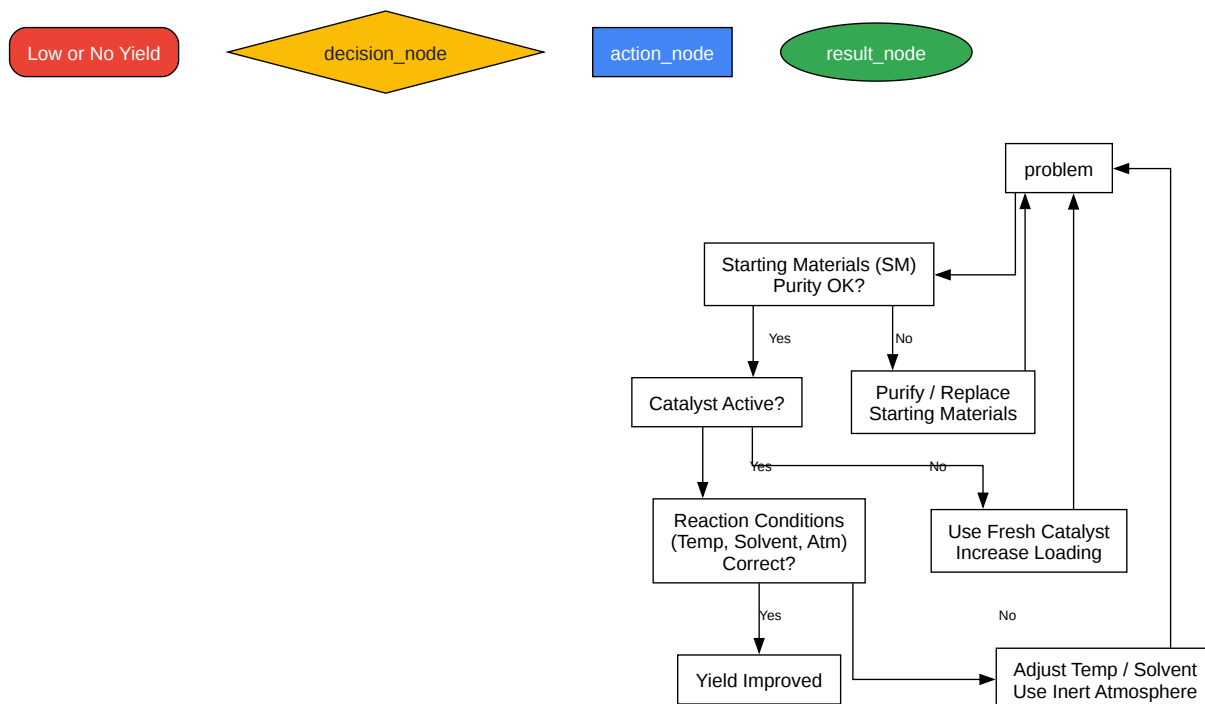 Low or No Yield
decision_node
action_node
result_node
problem
Starting Materials (SM)
Purity OK?
Yes
No
Catalyst Active?
Purify / Replace
Starting Materials
Yes
No
Reaction Conditions
(Temp, Solvent, Atm)
Correct?
Use Fresh Catalyst
Increase Loading
Yes
No
Yield Improved
Adjust Temp / Solvent
Use Inert Atmosphere